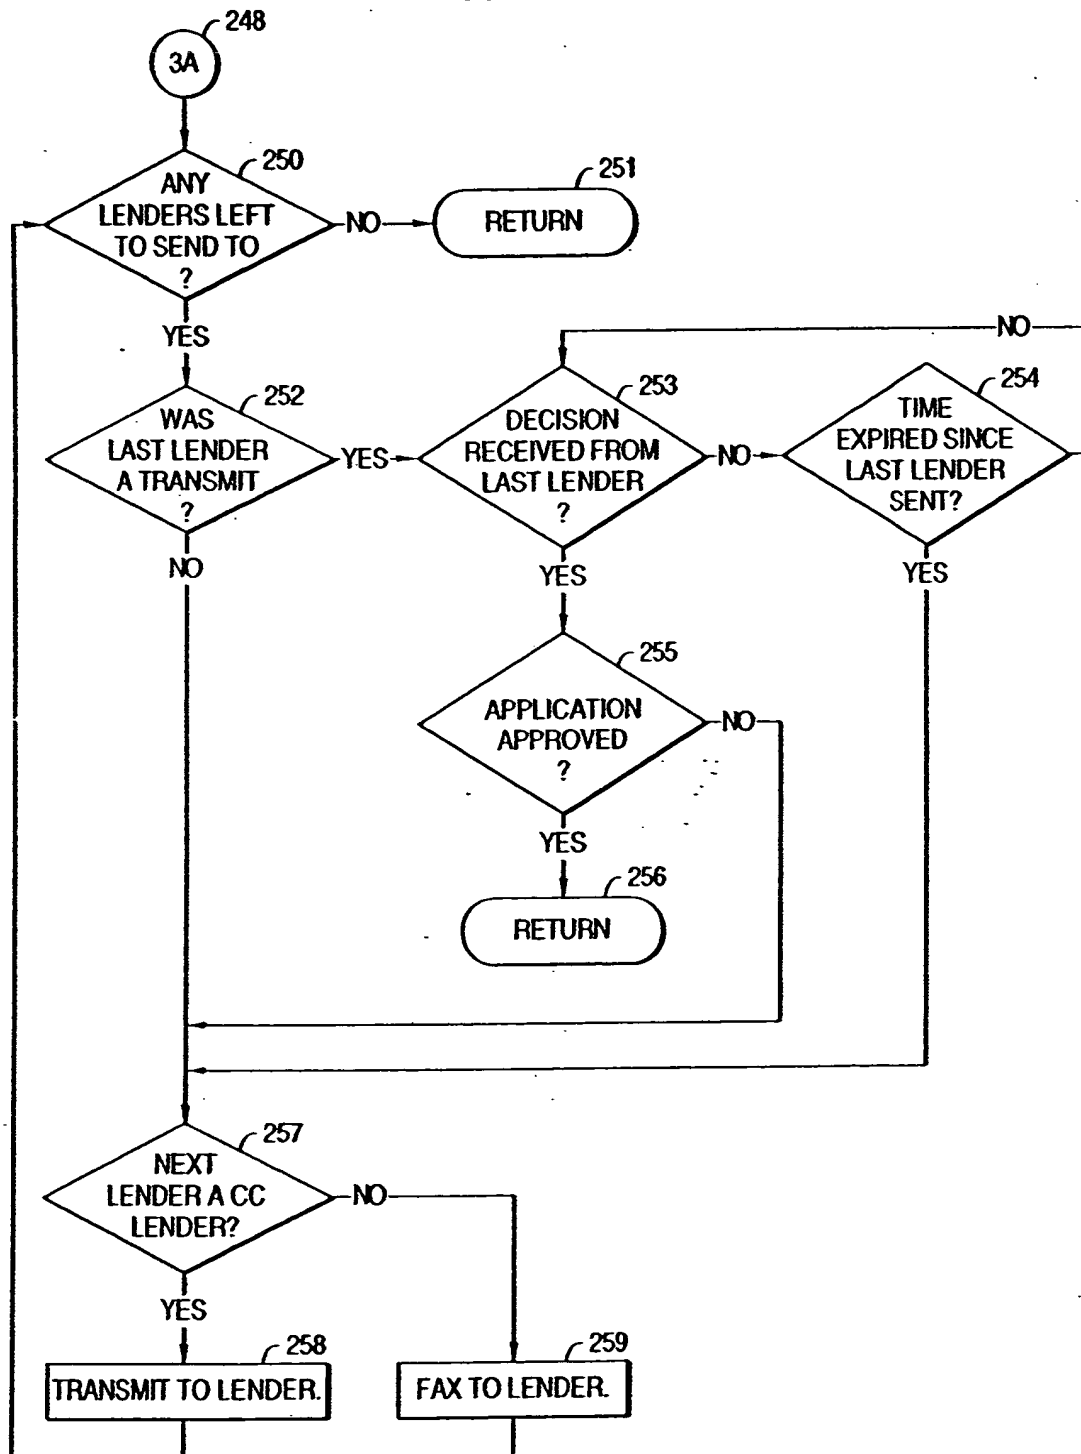 248
3A
250
ANY
LENDERS LEFT
TO SEND TO
?
NO
251
RETURN
YES
NO
252
WAS
LAST LENDER
A TRANSMIT
?
YES
253
DECISION
RECEIVED FROM
LAST LENDER
?
NO
254
TIME
EXPIRED SINCE
LAST LENDER
SENT?
NO
YES
YES
255
APPLICATION
APPROVED
?
NO
YES
256
RETURN
257
NEXT
LENDER A CC
LENDER?
NO
YES
258
TRANSMIT TO LENDER.
259
FAX TO LENDER.